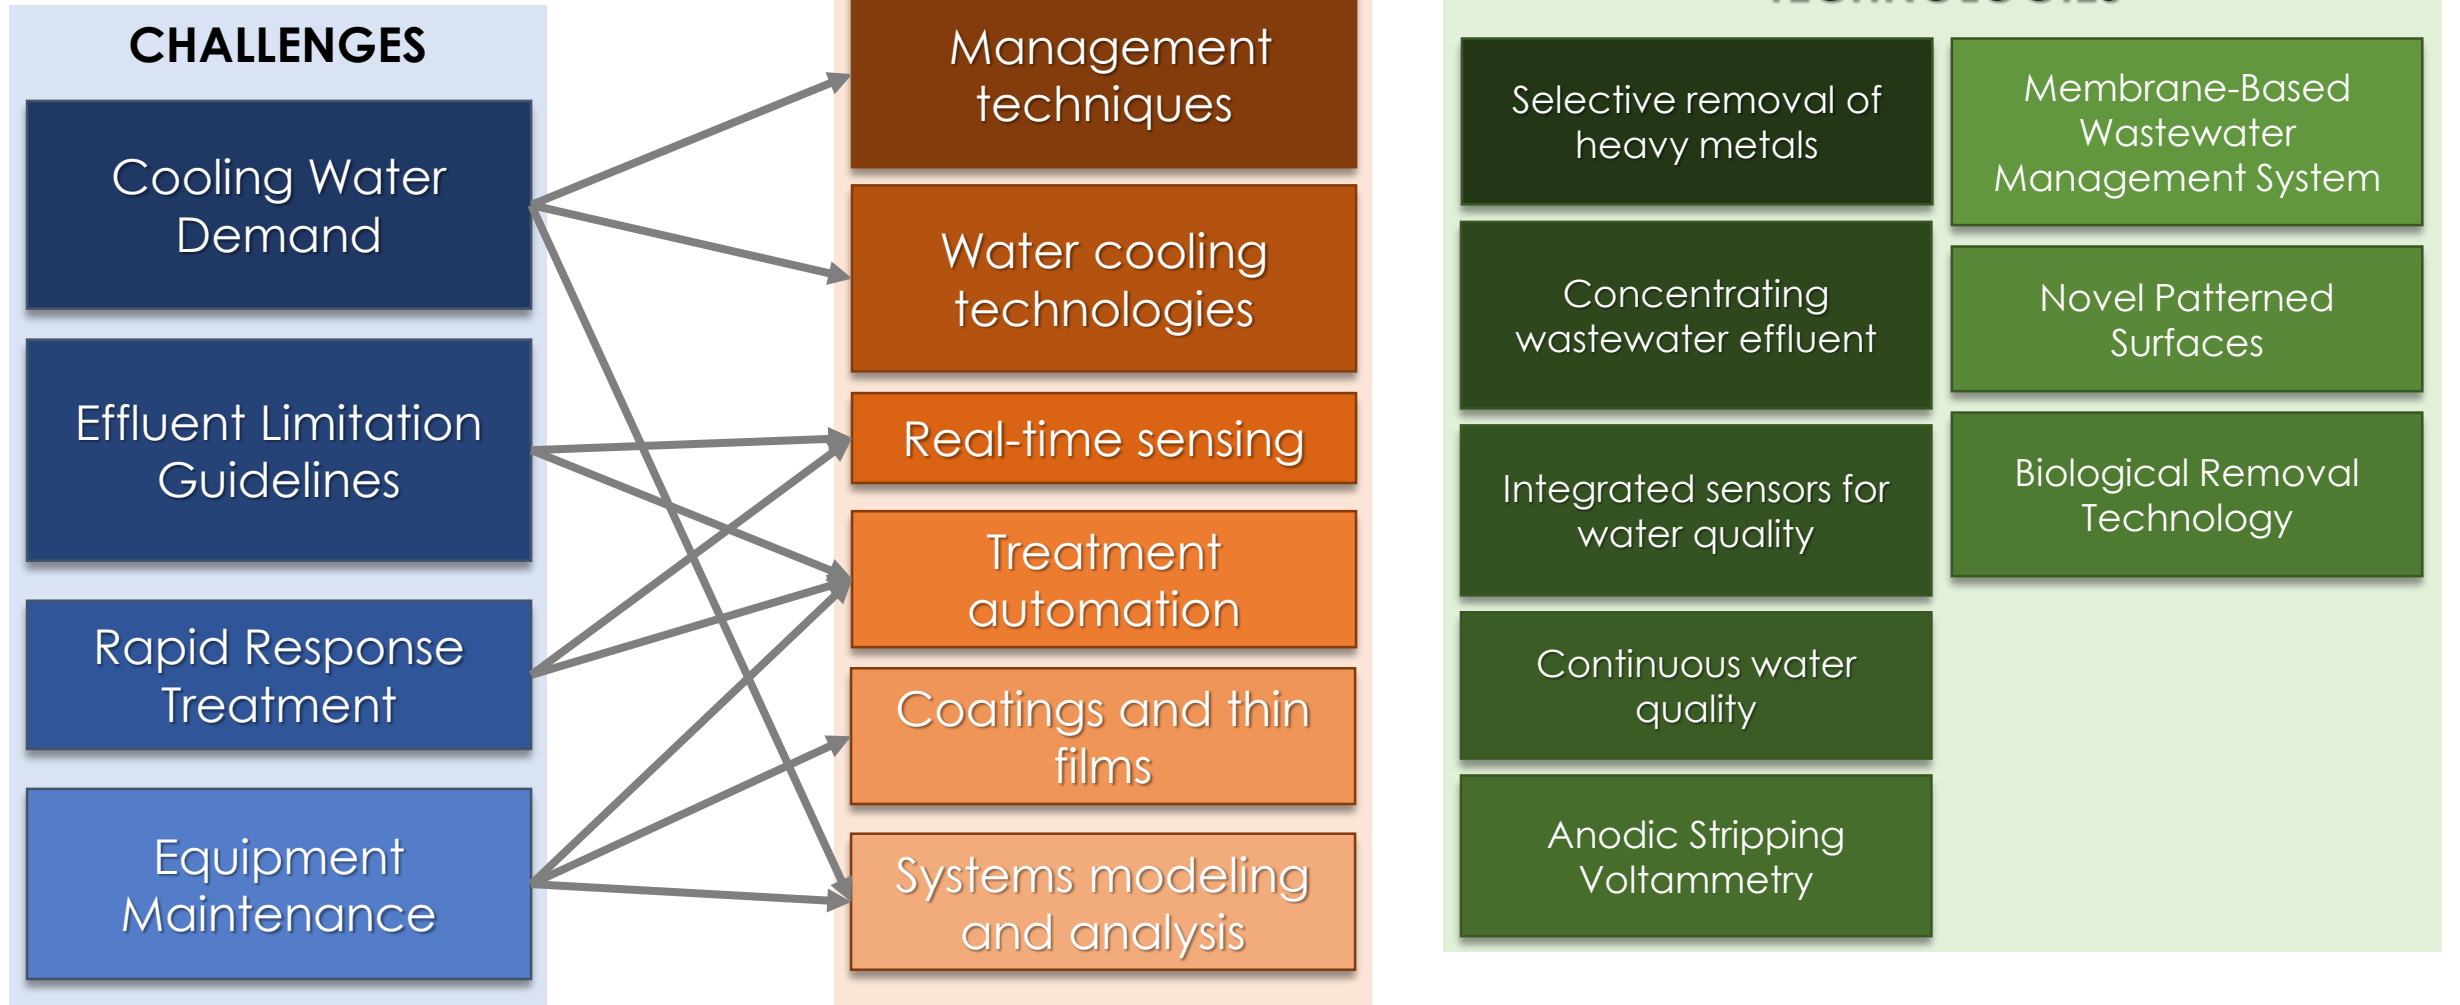 CHALLENGES
Cooling Water
Demand
Effluent Limitation
Guidelines
Rapid Response
Treatment
Equipment
Maintenance
Management
techniques
Water cooling
technologies
Real-time sensing
Treatment
automation
Coatings and thin
films
Systems modeling
and analysis
TECHNOLOGIES
Selective removal of
heavy metals
Concentrating
wastewater effluent
Integrated sensors for
water quality
Continuous water
quality
Anodic Stripping
Voltammetry
Membrane-Based
Wastewater
Management System
Novel Patterned
Surfaces
Biological Removal
Technology